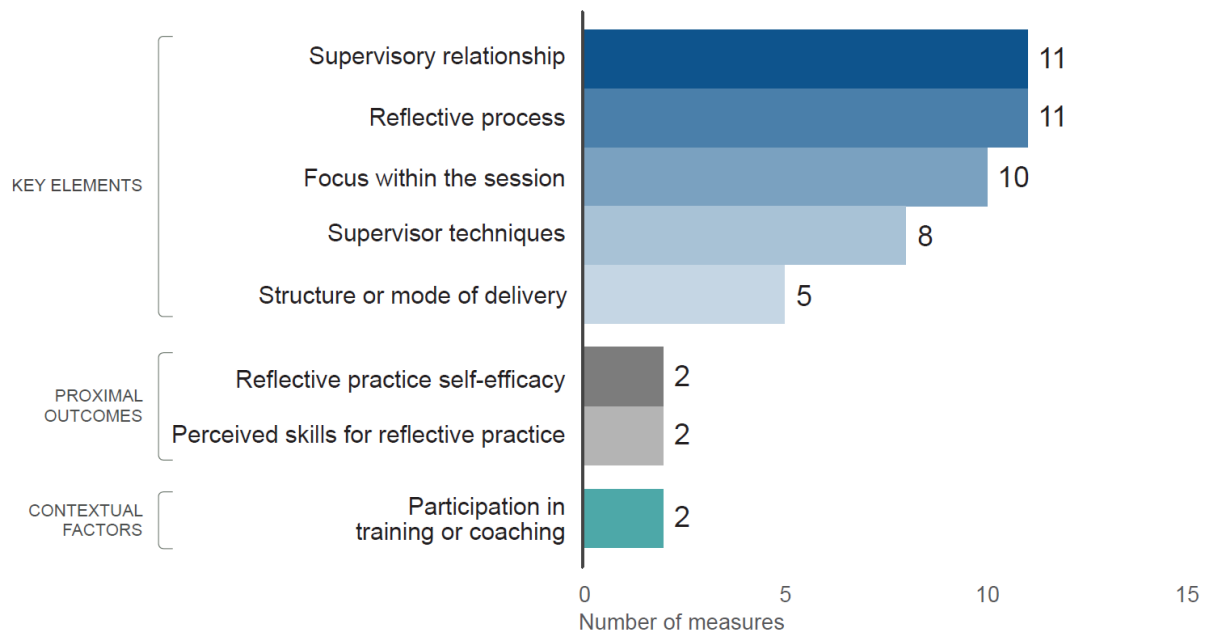 KEY ELEMENTS
Supervisory relationship
11
Reflective process
11
Focus within the session
10
Supervisor techniques
8
Structure or mode of delivery
5
PROXIMAL
OUTCOMES
Reflective practice self-efficacy
2
Perceived skills for reflective practice
2
CONTEXTUAL
FACTORS
Participation in
training or coaching
2
0 5 10 15
Number of measures